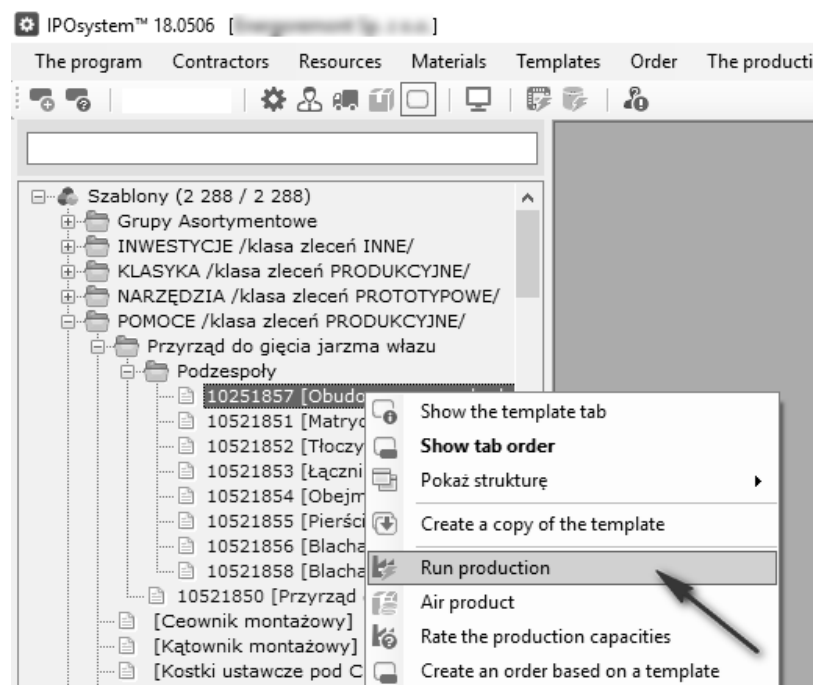 IPOsystem™ 18.0506 [ ]
The program Contractors Resources Materials Templates Order The producti
Szablony (2 288 / 2 288)
Grupy Asortymentowe
INWESTYCJE /klasa zleceń INNE/
KLASYKA /klasa zleceń PRODUKCYJNE/
NARZĘDZIA /klasa zleceń PROTOTYPOWE/
POMOCE /klasa zleceń PRODUKCYJNE/
Przyrząd do gięcia jarzma włazu
Podzespoły
10251857 [Obudo
10521851 [Matryc
10521852 [Tłoczy
10521853 [Łączni
10521854 [Obejm
10521855 [Pierści
10521856 [Blacha
10521858 [Blacha
10521850 [Przyrząd
[Ceownik montażowy]
[Kątownik montażowy]
[Kostki ustawcze pod C
Show the template tab
Show tab order
Pokaż strukturę
Create a copy of the template
Run production
Air product
Rate the production capacities
Create an order based on a template